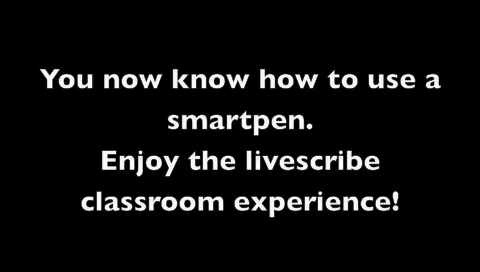 You now know how to use a
smartpen.
Enjoy the livescribe
classroom experience!